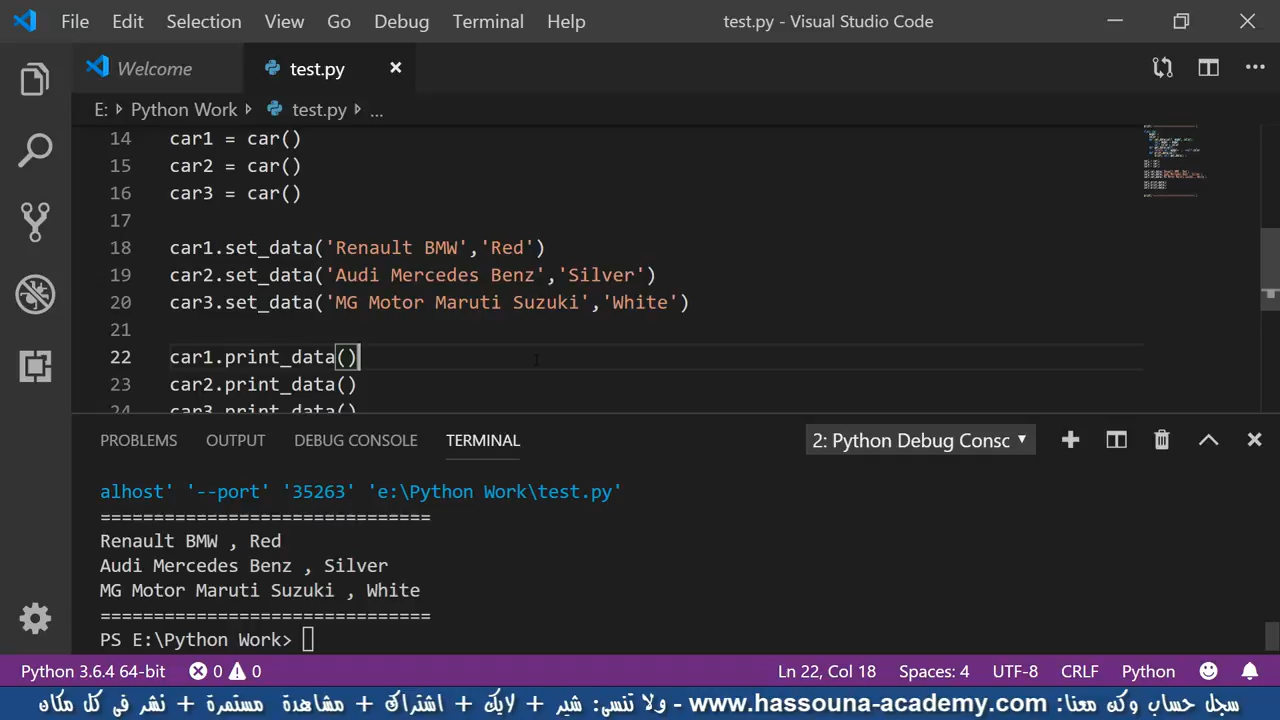 File Edit Selection View Go Debug Terminal Help test.py - Visual Studio Code
Welcome test.py
E: Python Work test.py ...
14 car1 = car()
15 car2 = car()
16 car3 = car()
17
18 car1.set_data('Renault BMW','Red')
19 car2.set_data('Audi Mercedes Benz','Silver')
20 car3.set_data('MG Motor Maruti Suzuki','White')
21
22 car1.print_data()
23 car2.print_data()
24 car3.print_data()
PROBLEMS OUTPUT DEBUG CONSOLE TERMINAL 2: Python Debug Consc
alhost' '--port' '35263' 'e:\Python Work\test.py'
===============================
Renault BMW , Red
Audi Mercedes Benz , Silver
MG Motor Maruti Suzuki , White
===============================
PS E:\Python Work>
Python 3.6.4 64-bit 0 0 Ln 22, Col 18 Spaces: 4 UTF-8 CRLF Python
سجل حساب وكن معنا: www.hassouna-academy.com - ولا تنسى: شير + لايك + اشتراك + مشاهدة مستمرة + نشر فى كل مكان